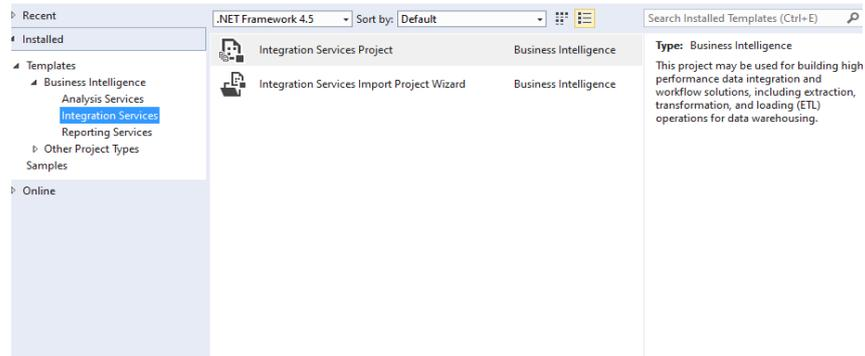 Recent
.NET Framework 4.5 Sort by: Default Search Installed Templates (Ctrl+E)
Installed
Templates
Business Intelligence
Analysis Services
Integration Services
Reporting Services
Other Project Types
Samples
Online
Integration Services Project Business Intelligence
Integration Services Import Project Wizard Business Intelligence
Type: Business Intelligence
This project may be used for building high
performance data integration and
workflow solutions, including extraction,
transformation, and loading (ETL)
operations for data warehousing.